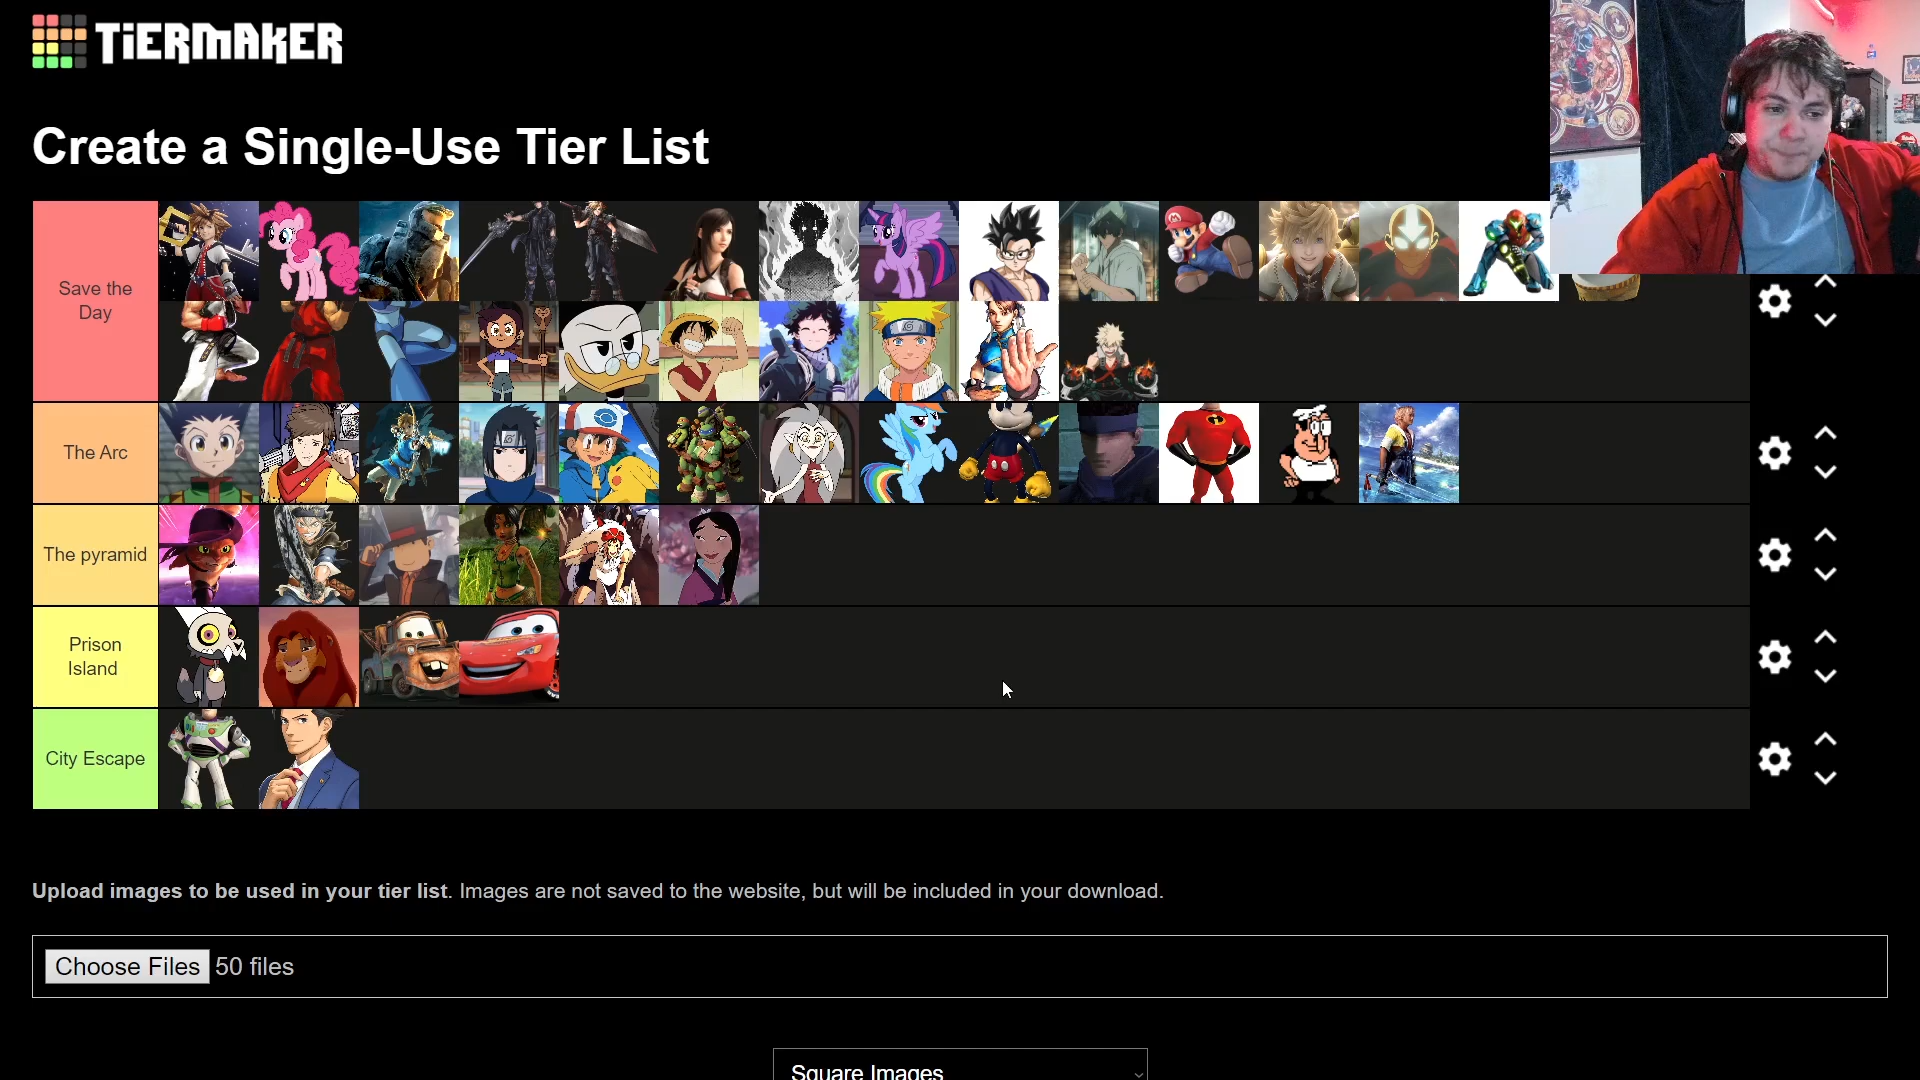 TiERMAKER
Create a Single-Use Tier List
Save the
Day
The Arc
The pyramid
Prison
Island
City Escape
Upload images to be used in your tier list. Images are not saved to the website, but will be included in your download.
Choose Files 50 files
Square Images